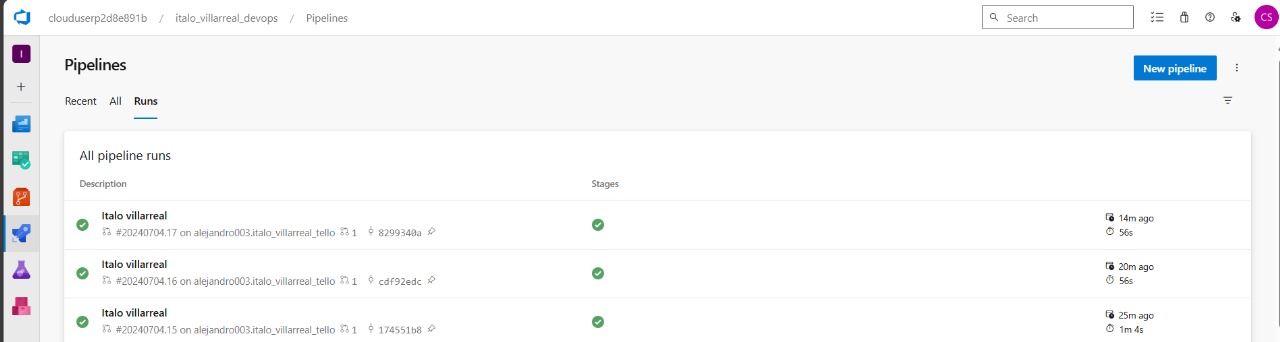 clouduserp2d8e891b / italo_villarreal_devops / Pipelines
Search
CS
I
Pipelines
New pipeline
Recent All Runs
All pipeline runs
Description Stages
Italo villarreal
14m ago
#20240704.17 on alejandro003.italo_villarreal_tello 1 8299340a
56s
Italo villarreal
20m ago
#20240704.16 on alejandro003.italo_villarreal_tello 1 cdf92edc
56s
Italo villarreal
25m ago
#20240704.15 on alejandro003.italo_villarreal_tello 1 174551b8
1m 4s